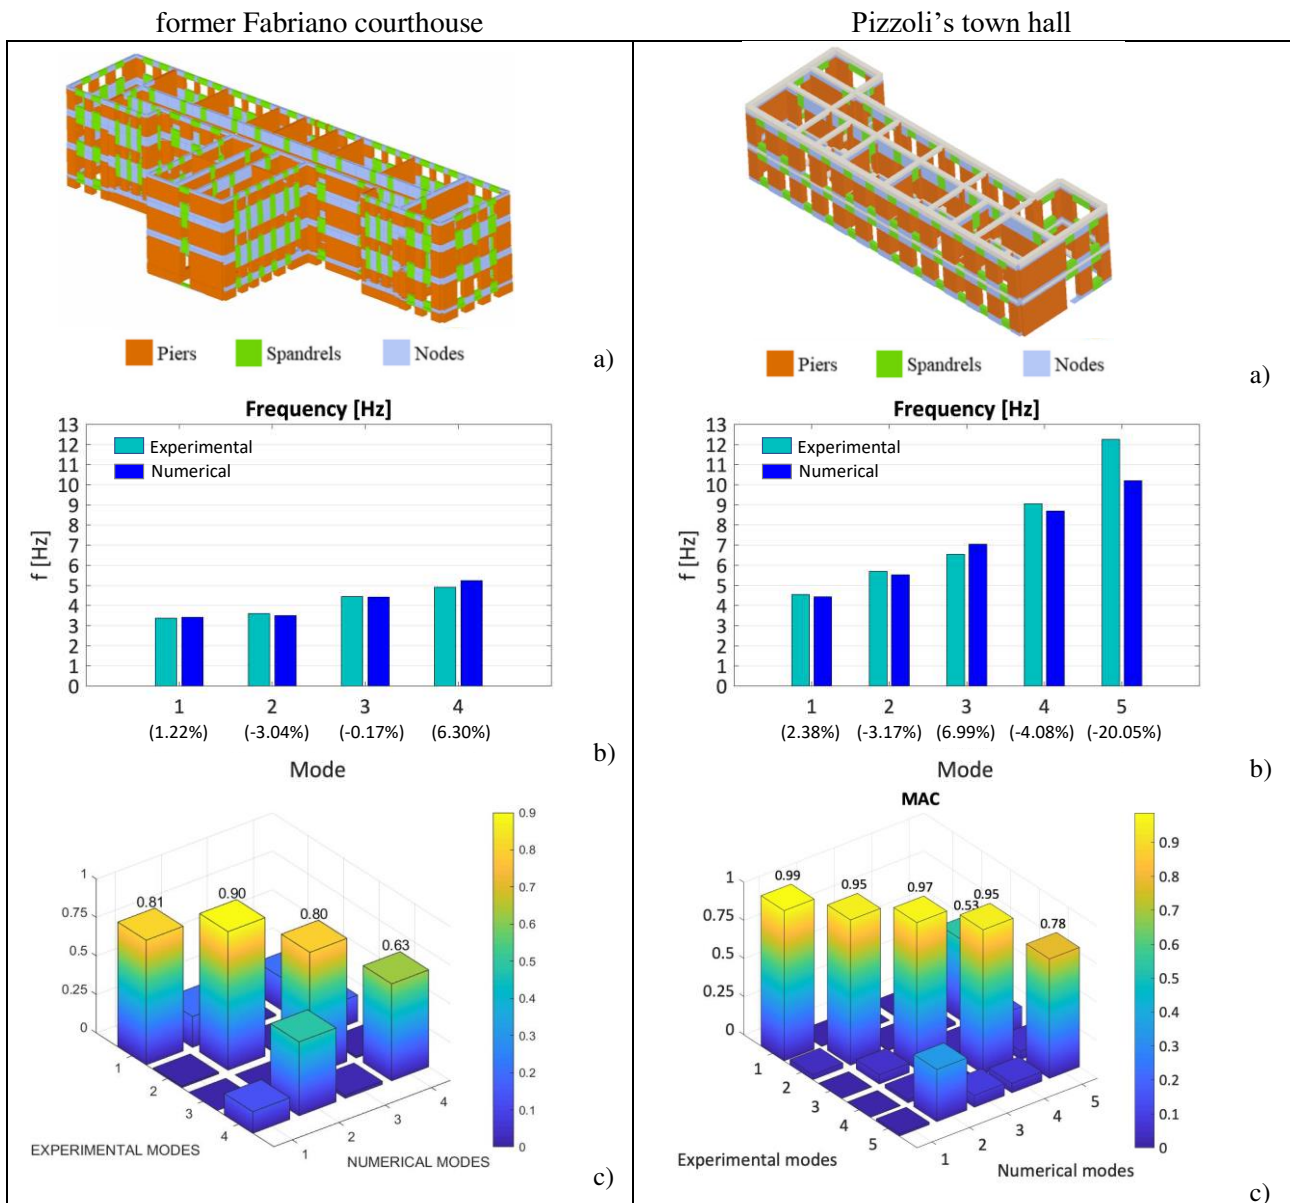 former Fabriano courthouse
Piers Spandrels Nodes
a)
Frequency [Hz]
13
12
11
10
9
8
7
6
5
4
3
2
1
0
f [Hz]
Experimental
Numerical
1 2 3 4
(1.22%) (-3.04%) (-0.17%) (6.30%)
Mode
b)
1
0.75
0.5
0.25
0
0.81 0.90 0.80 0.63
1 2 3 4
EXPERIMENTAL MODES
1 2 3 4
NUMERICAL MODES
0.9
0.8
0.7
0.6
0.5
0.4
0.3
0.2
0.1
0
c)
Pizzoli's town hall
Piers Spandrels Nodes
a)
Frequency [Hz]
13
12
11
10
9
8
7
6
5
4
3
2
1
0
f [Hz]
Experimental
Numerical
1 2 3 4 5
(2.38%) (-3.17%) (6.99%) (-4.08%) (-20.05%)
Mode
b)
MAC
1
0.75
0.5
0.25
0
0.99 0.95 0.97 0.53 0.95 0.78
1 2 3 4 5
Experimental modes
1 2 3 4 5
Numerical modes
0.9
0.8
0.7
0.6
0.5
0.4
0.3
0.2
0.1
0
c)